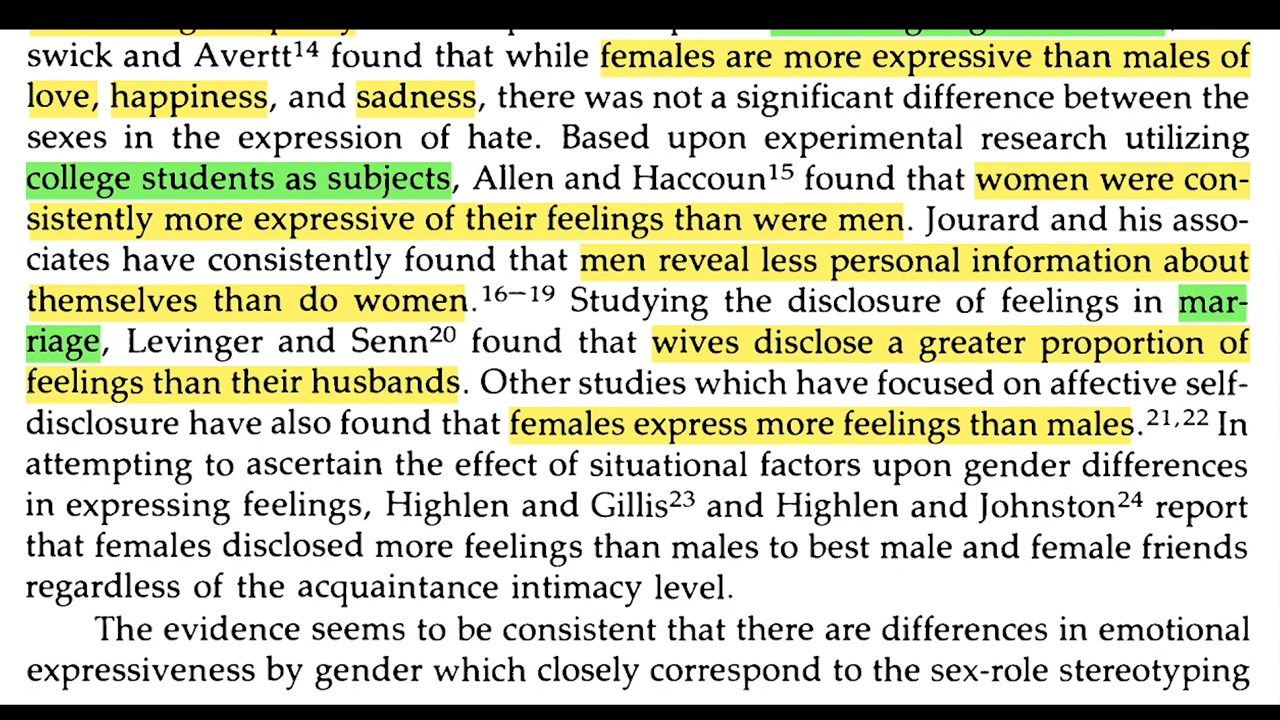 swick and Avertt14 found that while females are more expressive than males of
love, happiness, and sadness, there was not a significant difference between the
sexes in the expression of hate. Based upon experimental research utilizing
college students as subjects, Allen and Haccoun15 found that women were con-
sistently more expressive of their feelings than were men. Jourard and his asso-
ciates have consistently found that men reveal less personal information about
themselves than do women.16–19 Studying the disclosure of feelings in mar-
riage, Levinger and Senn20 found that wives disclose a greater proportion of
feelings than their husbands. Other studies which have focused on affective self-
disclosure have also found that females express more feelings than males.21,22 In
attempting to ascertain the effect of situational factors upon gender differences
in expressing feelings, Highlen and Gillis23 and Highlen and Johnston24 report
that females disclosed more feelings than males to best male and female friends
regardless of the acquaintance intimacy level.
The evidence seems to be consistent that there are differences in emotional
expressiveness by gender which closely correspond to the sex-role stereotyping